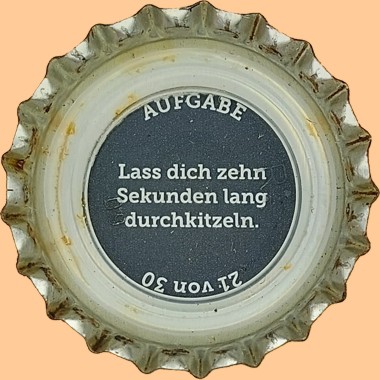 AUFGABE
Lass dich zehn
Sekunden lang
durchkitzeln.
21 von 30